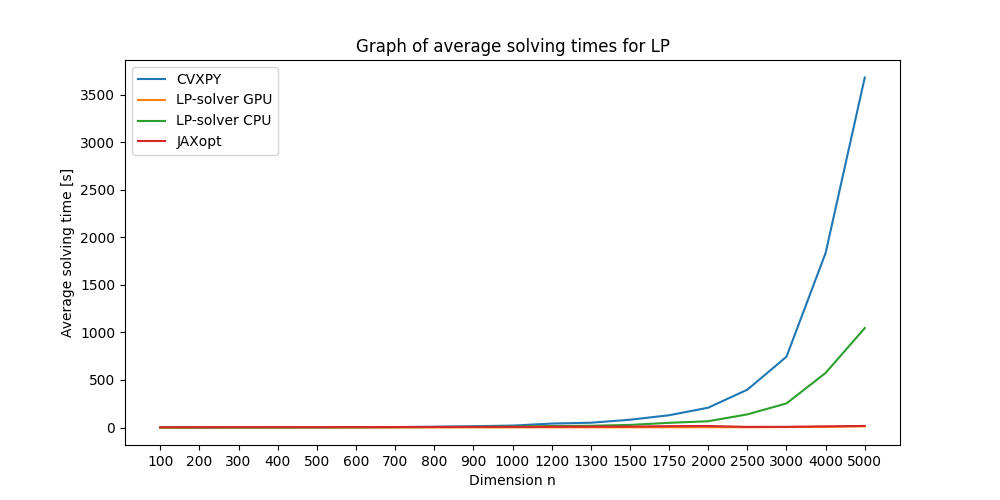 Graph of average solving times for LP
CVXPY
LP-solver GPU
LP-solver CPU
JAXopt
3500
3000
2500
2000
1500
1000
500
0
Average solving time [s]
100 200 300 400 500 600 700 800 900 1000 1200 1300 1500 1750 2000 2500 3000 4000 5000
Dimension n